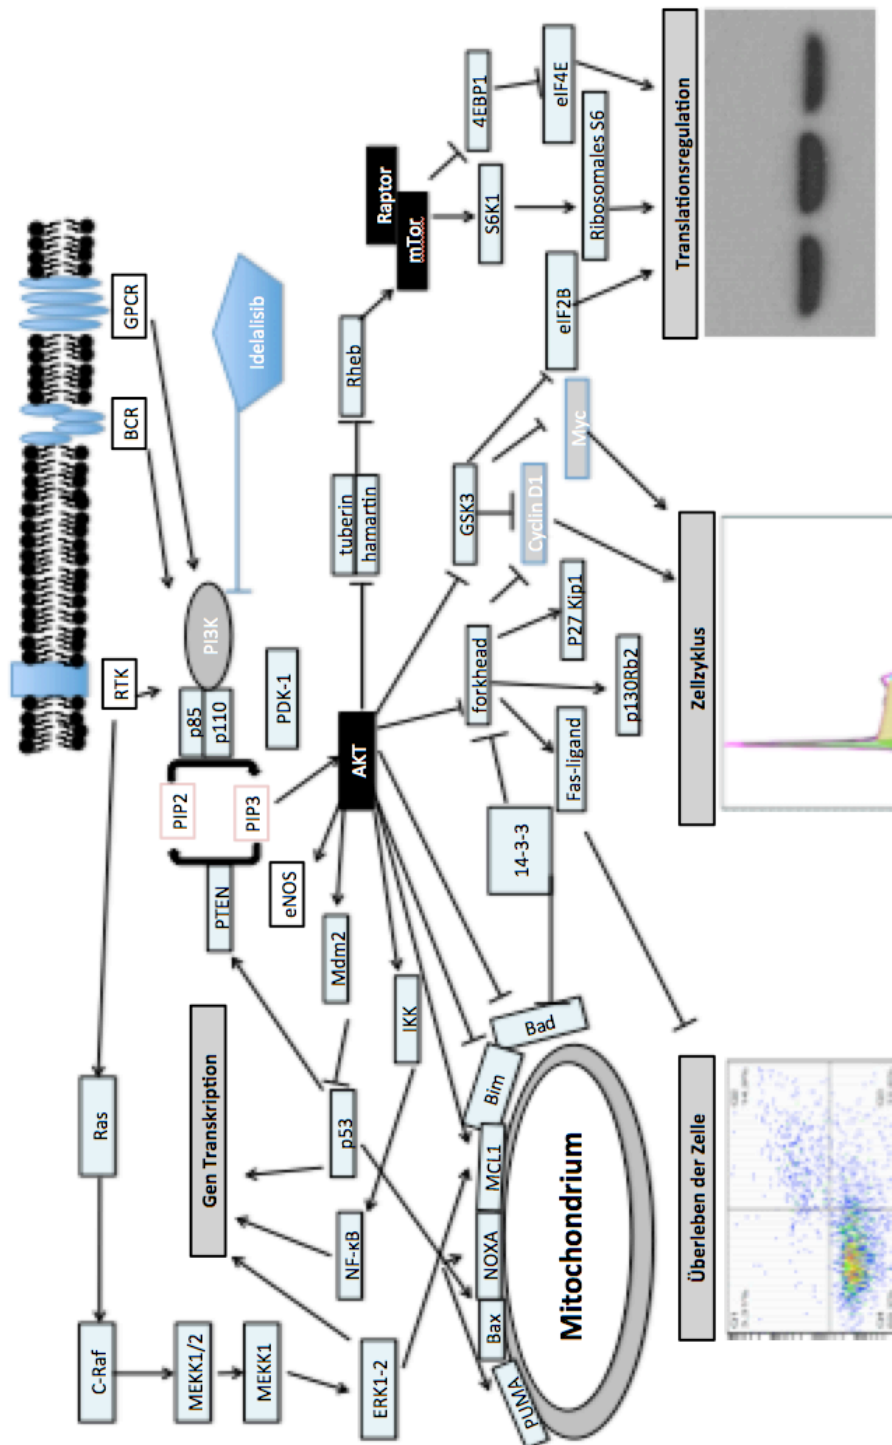 RTK
BCR
GPCR
Ras
C-Raf
MEKK1/2
MEKK1
ERK1-2
Gen Transkription
PTEN
PIP2
PIP3
p85
p110
PI3K
Idelalisib
PDK-1
eNOS
Mdm2
IKK
p53
NF-κB
AKT
tuberin
hamartin
Rheb
Raptor
mTor
4EBP1
eIF4E
S6K1
Ribosomales S6
eIF2B
GSK3
Cyclin D1
Myc
forkhead
P27 Kip1
p130Rb2
Fas-ligand
14-3-3
Bad
Bim
MCL1
NOXA
Bax
PUMA
Mitochondrium
Überleben der Zelle
Zellzyklus
Translationsregulation